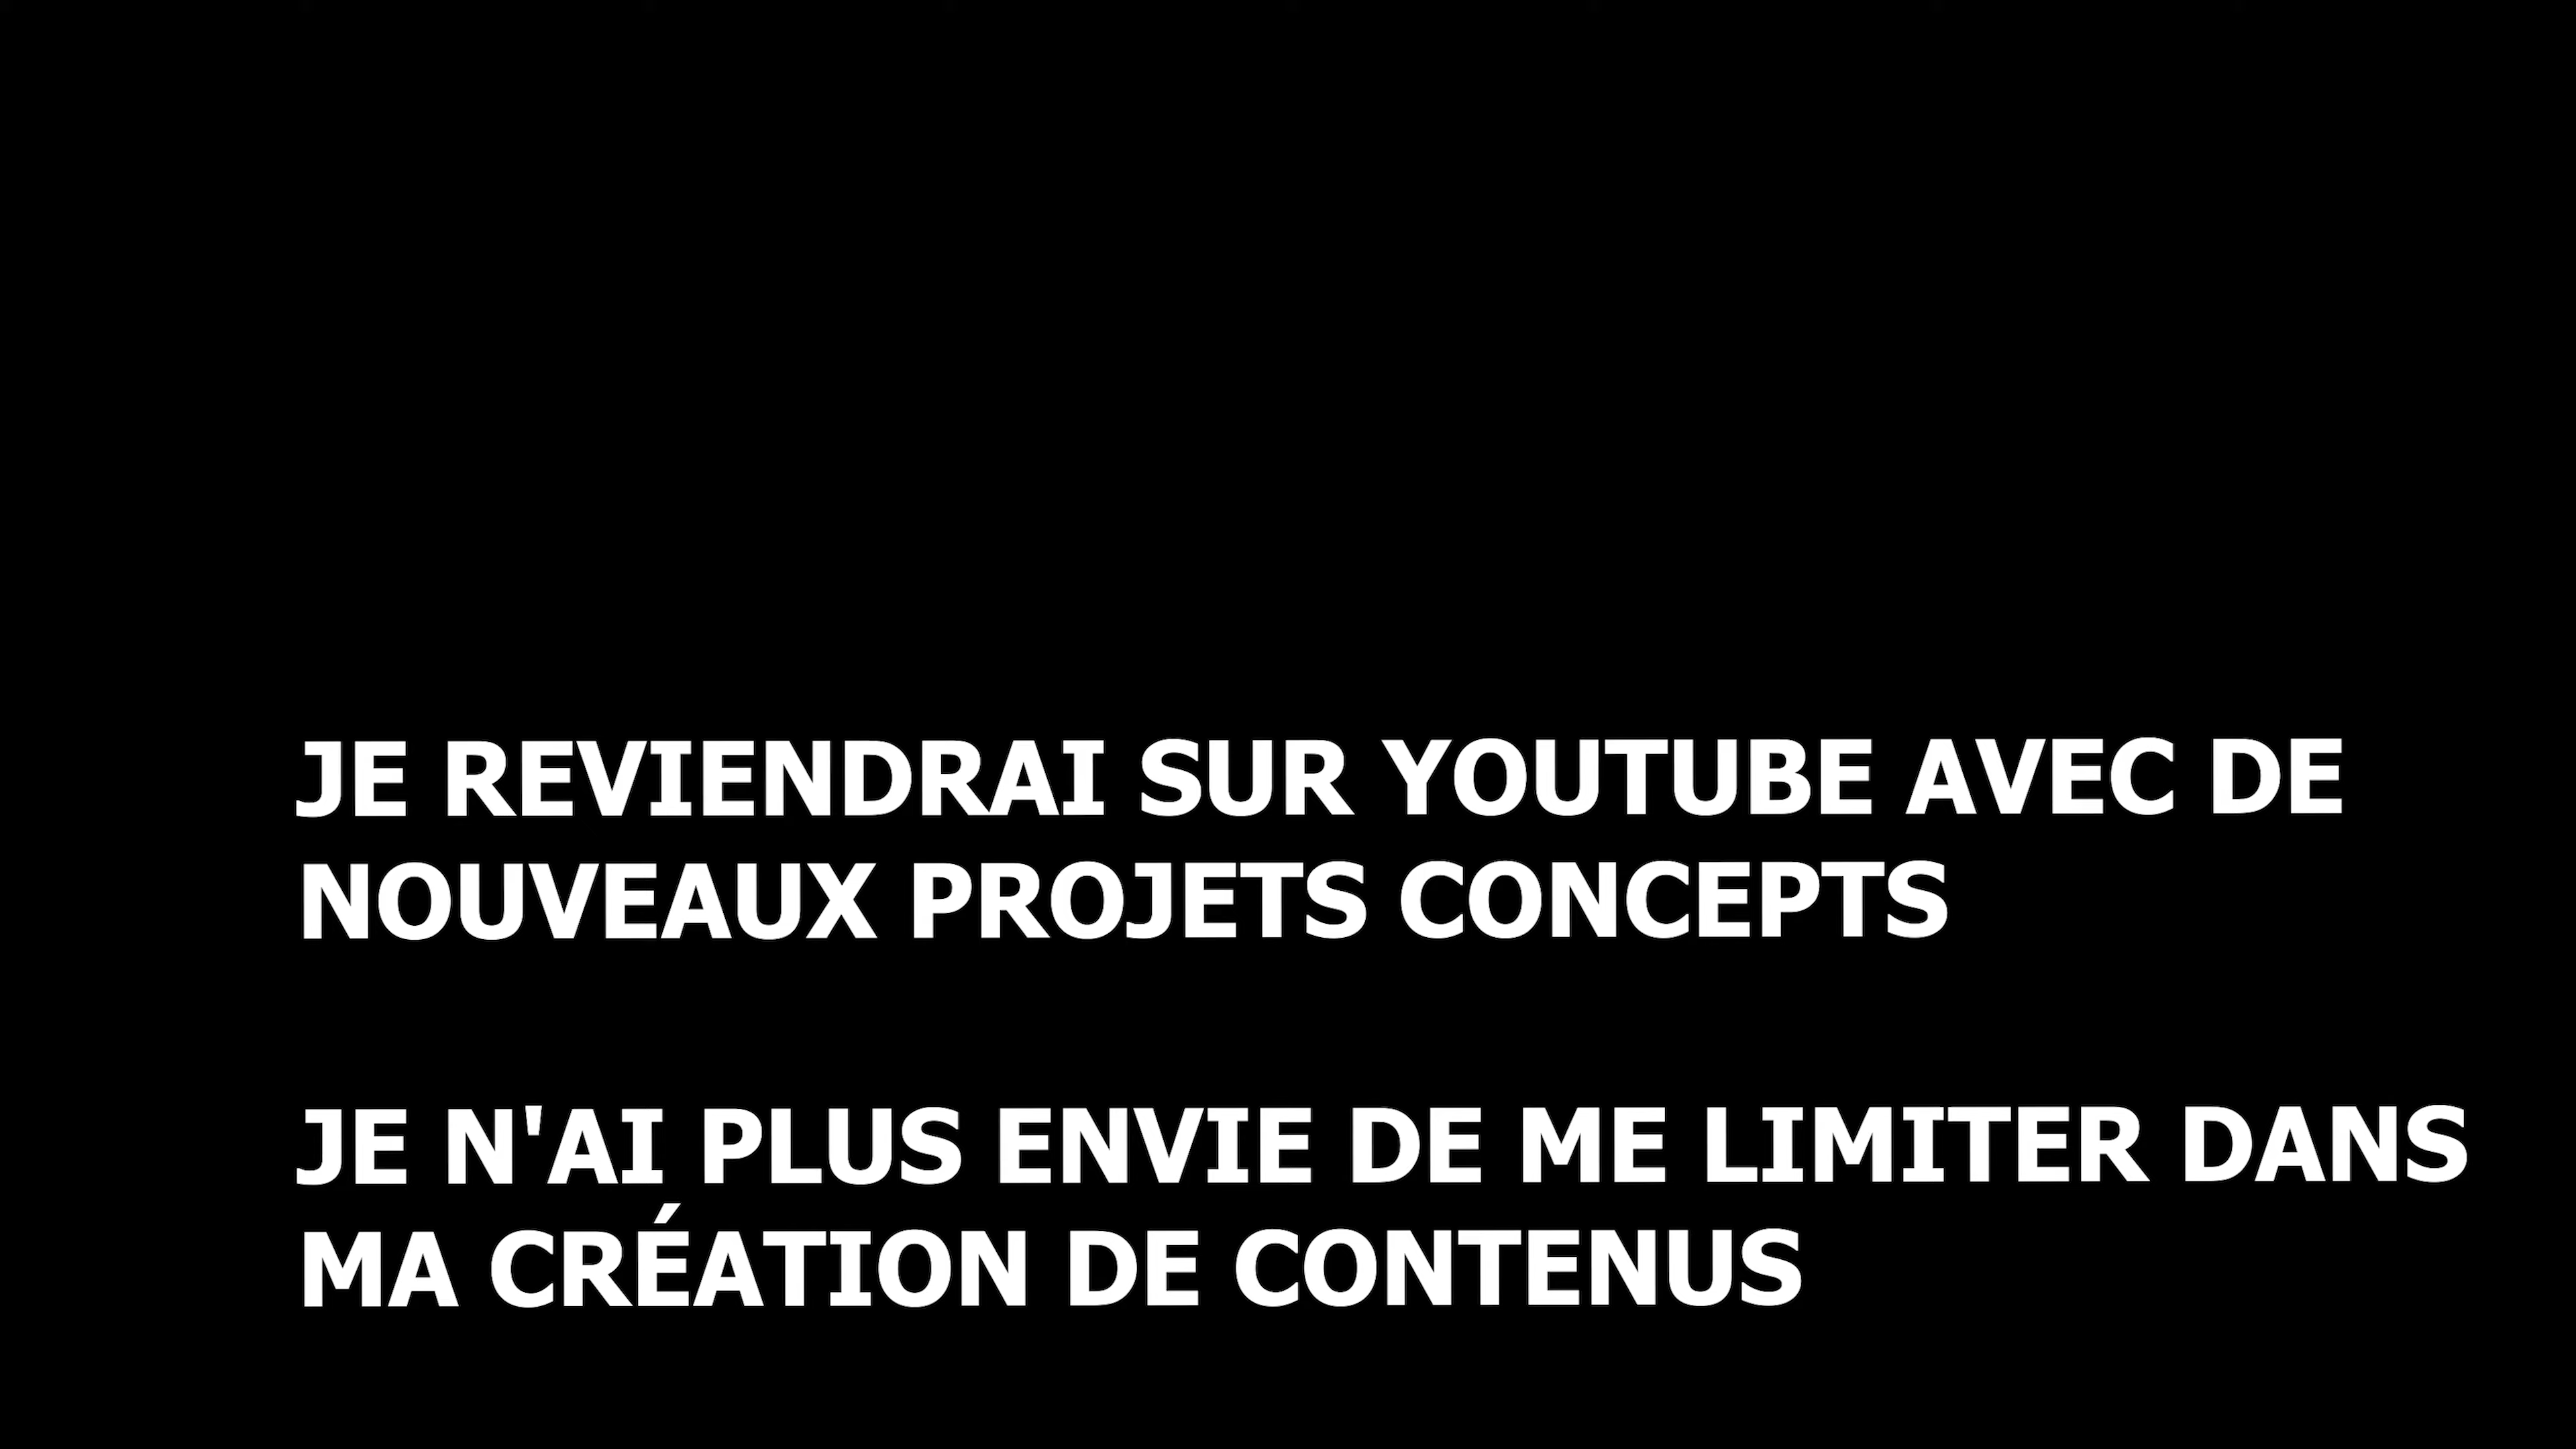 JE REVIENDRAI SUR YOUTUBE AVEC DE
NOUVEAUX PROJETS CONCEPTS
JE N'AI PLUS ENVIE DE ME LIMITER DANS
MA CRÉATION DE CONTENUS